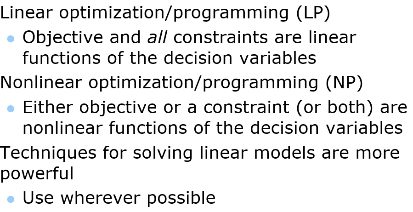 Linear optimization/programming (LP)
• Objective and all constraints are linear
functions of the decision variables
Nonlinear optimization/programming (NP)
• Either objective or a constraint (or both) are
nonlinear functions of the decision variables
Techniques for solving linear models are more
powerful
• Use wherever possible